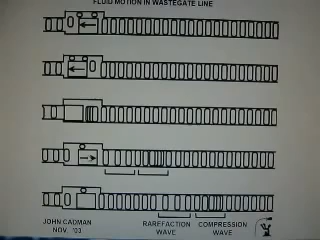 FLUID MOTION IN WASTEGATE LINE
JOHN CADMAN
NOV. '03
RAREFACTION
WAVE
COMPRESSION
WAVE